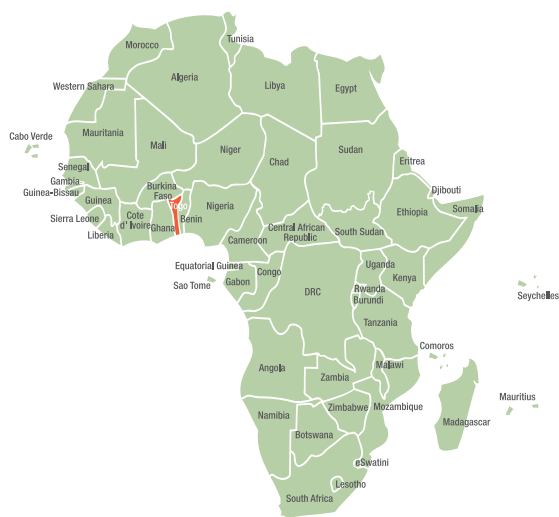 Tunisia
Morocco
Algeria
Libya
Egypt
Western Sahara
Mauritania
Cabo Verde
Mali
Niger
Chad
Sudan
Eritrea
Senegal
Gambia
Guinea-Bissau
Guinea
Burkina
Faso
Togo
Djibouti
Somalia
Sierra Leone
Cote
d' Ivoire
Ghana
Benin
Nigeria
Ethiopia
Liberia
Central African
Republic
South Sudan
Cameroon
Equatorial Guinea
Sao Tome
Gabon
Congo
DRC
Uganda
Kenya
Rwanda
Burundi
Seychelles
Tanzania
Comoros
Angola
Zambia
Malawi
Mozambique
Mauritius
Madagascar
Namibia
Zimbabwe
Botswana
eSwatini
Lesotho
South Africa